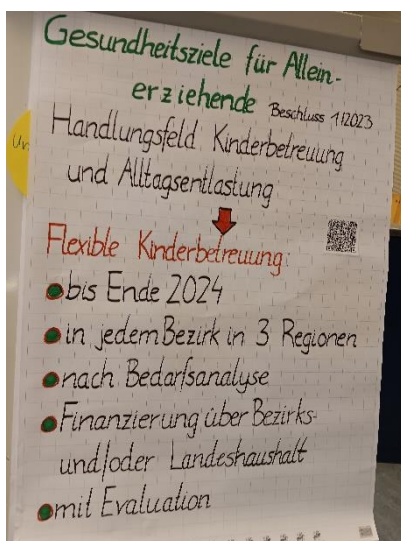 Gesundheitsziele für Allein-
erziehende Beschluss 1/2023
Handlungsfeld Kinderbetreuung
und Alltagsentlastung
Flexible Kinderbetreuung:
bis Ende 2024
in jedem Bezirk in 3 Regionen
nach Bedarfsanalyse
Finanzierung über Bezirks-
und/oder Landeshaushalt
mit Evaluation